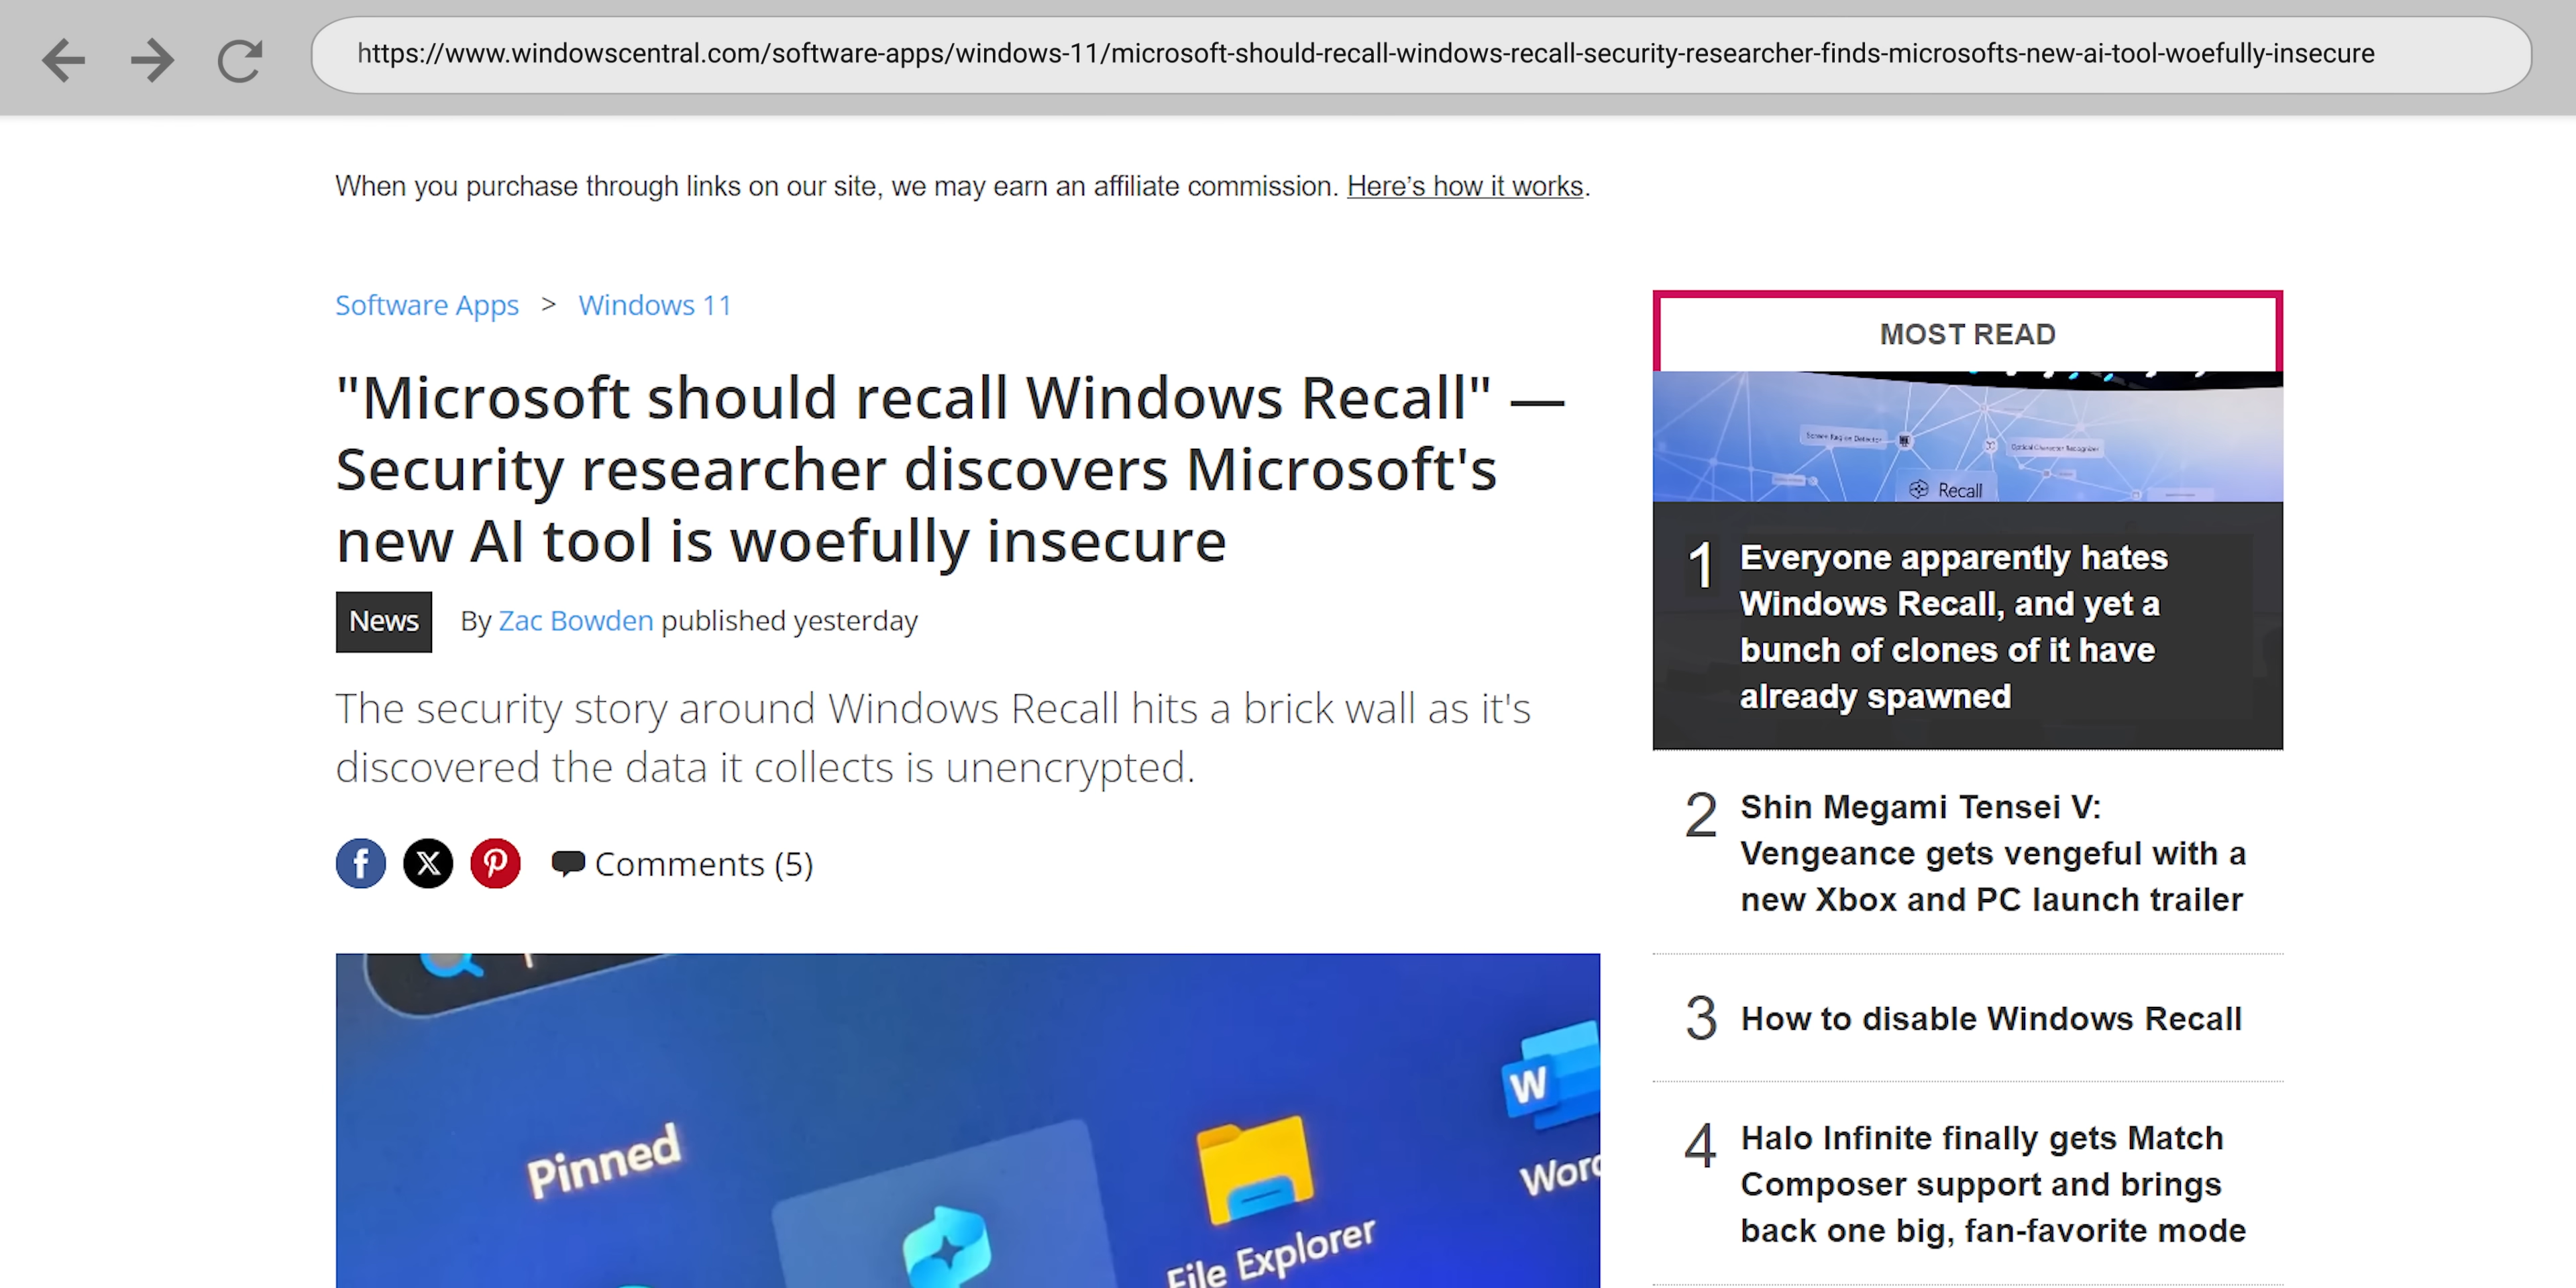 https://www.windowscentral.com/software-apps/windows-11/microsoft-should-recall-windows-recall-security-researcher-finds-microsofts-new-ai-tool-woefully-insecure
When you purchase through links on our site, we may earn an affiliate commission. Here’s how it works.
Software Apps > Windows 11
"Microsoft should recall Windows Recall" —
Security researcher discovers Microsoft's
new AI tool is woefully insecure
News By Zac Bowden published yesterday
The security story around Windows Recall hits a brick wall as it's
discovered the data it collects is unencrypted.
Comments (5)
Pinned
File Explorer
W
Word
MOST READ
Screen Region Detector
Optical Character Recognizer
Recall
1 Everyone apparently hates
Windows Recall, and yet a
bunch of clones of it have
already spawned
2 Shin Megami Tensei V:
Vengeance gets vengeful with a
new Xbox and PC launch trailer
3 How to disable Windows Recall
4 Halo Infinite finally gets Match
Composer support and brings
back one big, fan-favorite mode